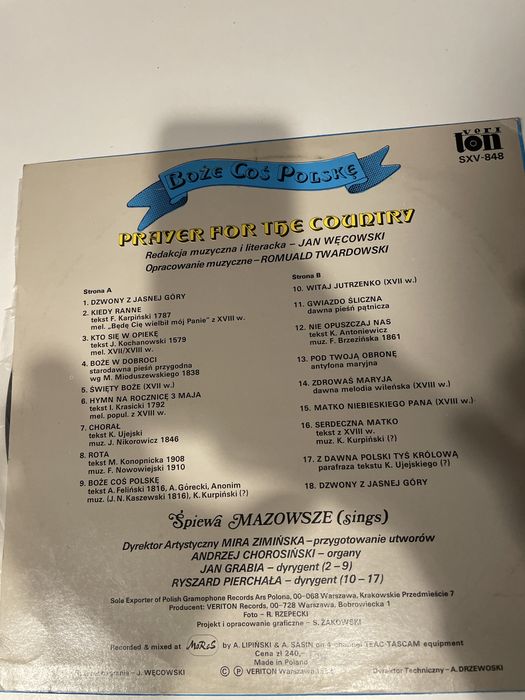 veri
ton
SXV-848
BOŻE COŚ POLSKĘ
PRAYER FOR THE COUNTRY
Redakcja muzyczna i literacka – JAN WĘCOWSKI
Opracowanie muzyczne – ROMUALD TWARDOWSKI
Strona A
1. DZWONY Z JASNEJ GÓRY
2. KIEDY RANNE
tekst F. Karpiński 1787
mel. „Będę Cię wielbił mój Panie" z XVIII w.
3. KTO SIĘ W OPIEKĘ
tekst J. Kochanowski 1579
mel. XVII/XVIII w.
4. BOŻE W DOBROCI
starodawna pieśń przygodna
wg M. Mioduszewskiego 1838
5. ŚWIĘTY BOŻE (XVII w.)
6. HYMN NA ROCZNICĘ 3 MAJA
tekst I. Krasicki 1792
mel. popul. z XVIII w.
7. CHORAŁ
tekst K. Ujejski
muz. J. Nikorowicz 1846
8. ROTA
tekst M. Konopnicka 1908
muz. F. Nowowiejski 1910
9. BOŻE COŚ POLSKĘ
tekst A. Feliński 1816, A. Górecki, Anonim
muz. (J. N. Kaszewski 1816), K. Kurpiński (?)
Strona B
10. WITAJ JUTRZENKO (XVII w.)
11. GWIAZDO ŚLICZNA
dawna pieśń pątnicza
12. NIE OPUSZCZAJ NAS
tekst K. Antoniewicz
muz. F. Brzezińska 1861
13. POD TWOJĄ OBRONĘ
antyfona maryjna
14. ZDROWAŚ MARYJA
dawna melodia wileńska (XVIII w.)
15. MATKO NIEBIESKIEGO PANA (XVIII w.)
16. SERDECZNA MATKO
tekst z XVIII w.
muz. K. Kurpiński (?)
17. Z DAWNA POLSKI TYŚ KRÓLOWĄ
parafraza tekstu K. Ujejskiego (?)
18. DZWONY Z JASNEJ GÓRY
Śpiewa MAZOWSZE (sings)
Dyrektor Artystyczny MIRA ZIMIŃSKA – przygotowanie utworów
ANDRZEJ CHOROSIŃSKI – organy
JAN GRABIA – dyrygent (2–9)
RYSZARD PIERCHAŁA – dyrygent (10–17)
Sole Exporter of Polish Gramophone Records Ars Polona, 00-068 Warszawa, Krakowskie Przedmieście 7
Producent: VERITON Records, 00-728 Warszawa, Bobrowiecka 1
Foto – R. RZEPECKI
Projekt i opracowanie graficzne – S. ŻAKOWSKI
Recorded & mixed at by A. LIPIŃSKI & A. SASIN on 4 channel TEAC-TASCAM equipment
Cena zł 240,–
Made in Poland
– J. WĘCOWSKI
© Ⓟ VERITON Warszawa
Dyrektor Techniczny – A. DRZEWOSKI